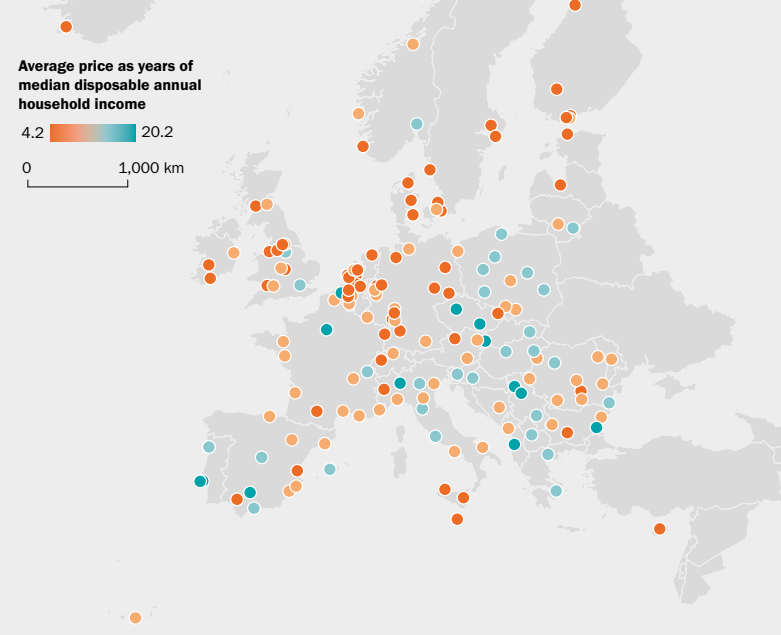 Average price as years of
median disposable annual
household income
4.2 20.2
0 1,000 km